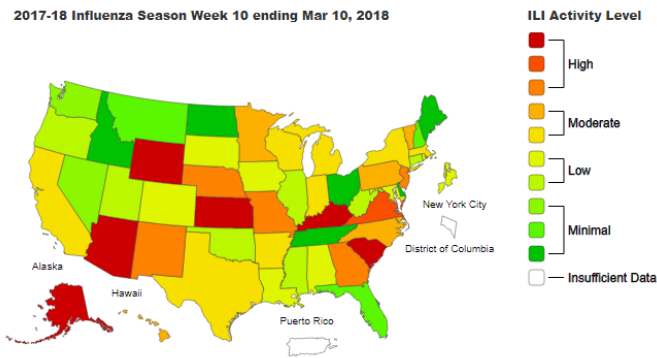 2017-18 Influenza Season Week 10 ending Mar 10, 2018
ILI Activity Level
High
Moderate
Low
New York City
Minimal
District of Columbia
Alaska
Insufficient Data
Hawaii
Puerto Rico